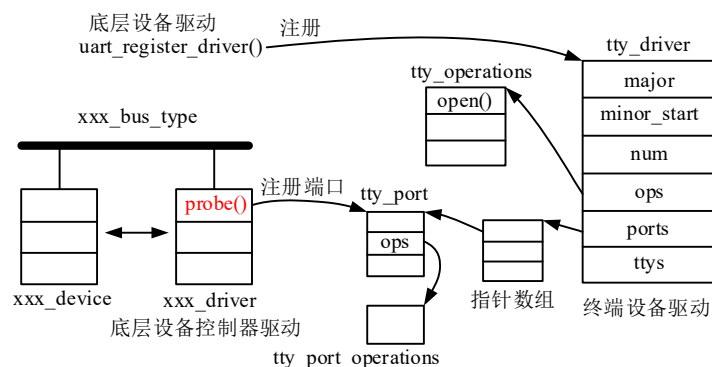 底层设备驱动
uart_register_driver()
注册
tty_driver
major
minor_start
num
ops
ports
ttys
终端设备驱动
tty_operations
open()
xxx_bus_type
probe()
注册端口
tty_port
ops
指针数组
xxx_device
xxx_driver
底层设备控制器驱动
tty_port_operations